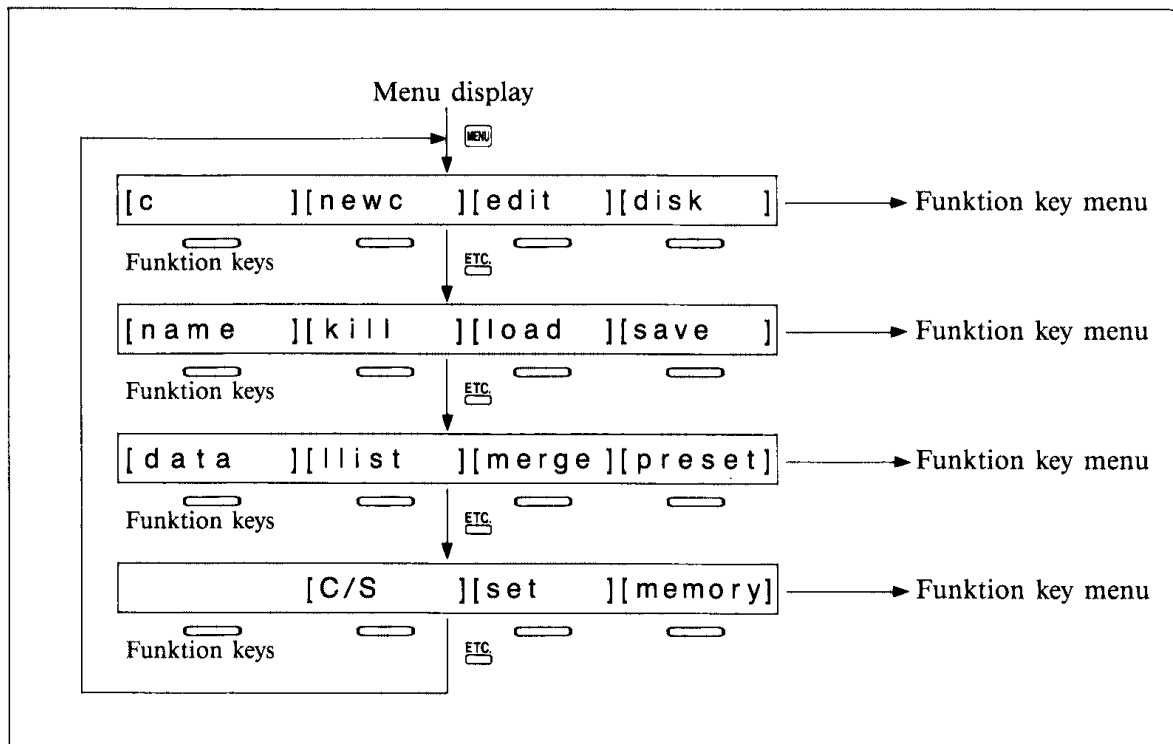 Menu display
MENU
[c ][newc ][edit ][disk ] Funktion key menu
Funktion keys ETC.
[name ][kill ][load ][save ] Funktion key menu
Funktion keys ETC.
[data ][llist ][merge][preset] Funktion key menu
Funktion keys ETC.
[C/S ][set ][memory] Funktion key menu
Funktion keys ETC.